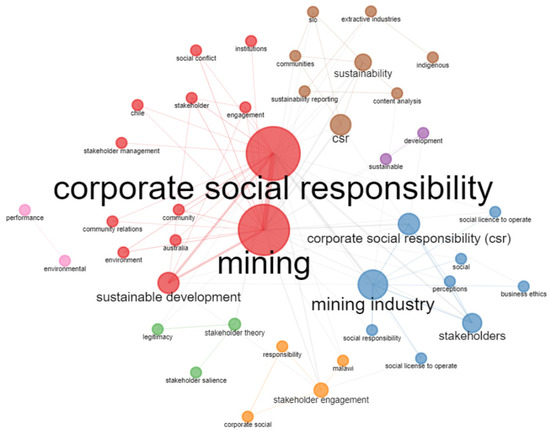 slo
extractive industries
institutions
social conflict
communities
indigenous
sustainability
chile
stakeholder
engagement
sustainability reporting
content analysis
csr
development
stakeholder management
sustainable
corporate social responsibility
performance
community
social licence to operate
community relations
corporate social responsibility (csr)
australia
environment
environmental
mining
social
perceptions
business ethics
sustainable development
mining industry
legitimacy
stakeholder theory
social responsibility
stakeholders
responsibility
malawi
social license to operate
stakeholder salience
stakeholder engagement
corporate social